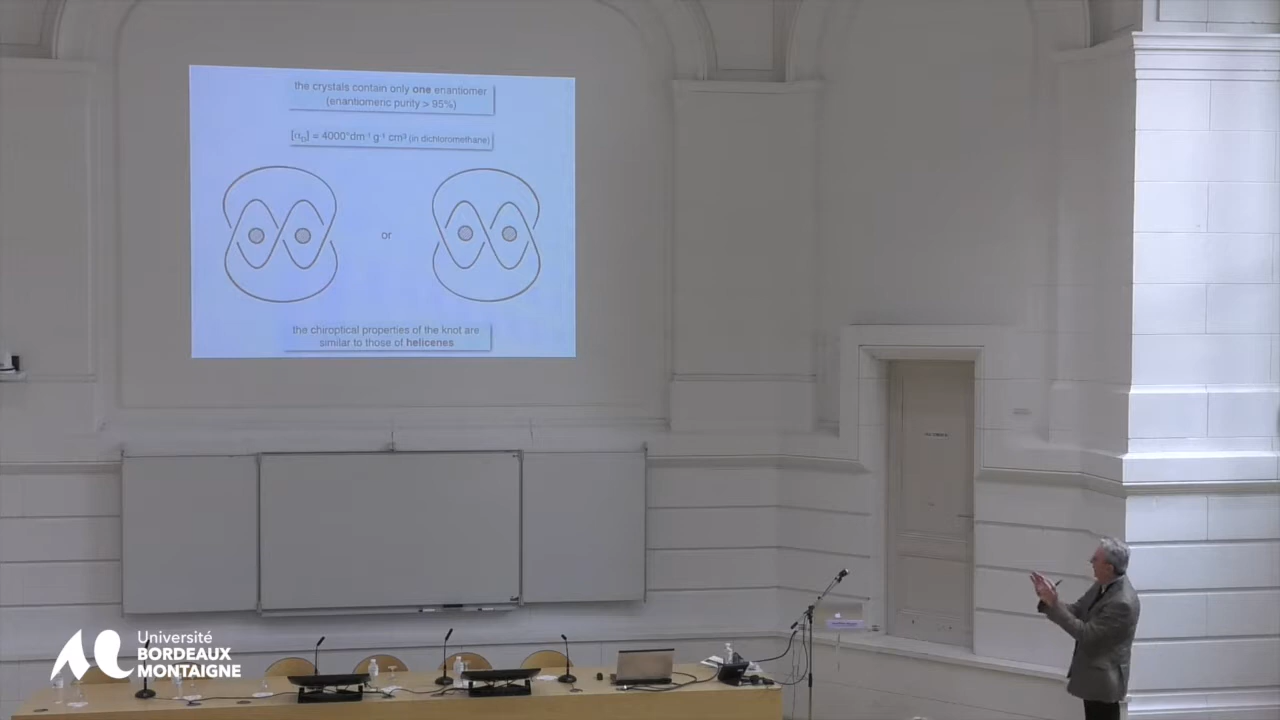 the crystals contain only one enantiomer
(enantiomeric purity > 95%)
[α_D] = 4000°dm⁻¹ g⁻¹ cm³ (in dichloromethane)
or
the chiroptical properties of the knot are
similar to those of helicenes
Université
BORDEAUX
MONTAIGNE